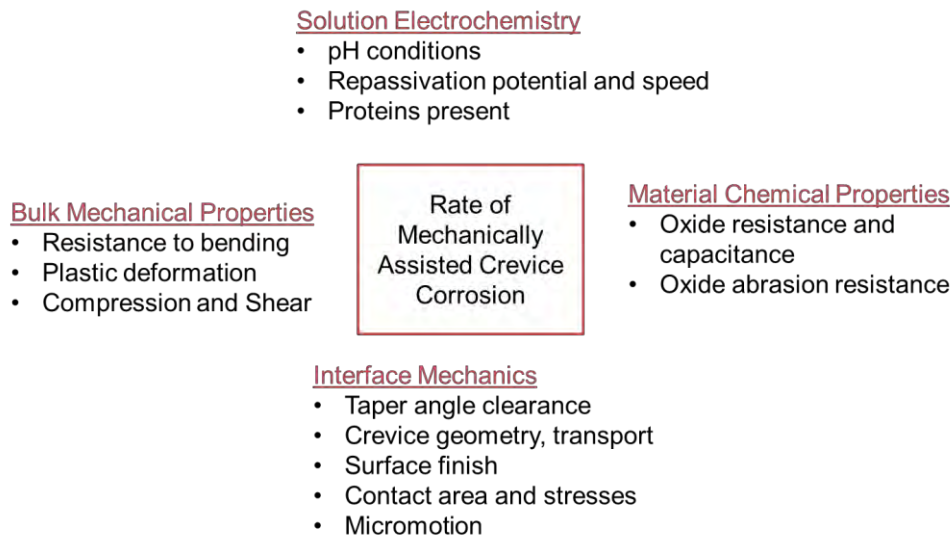 Solution Electrochemistry
• pH conditions
• Repassivation potential and speed
• Proteins present
Bulk Mechanical Properties
• Resistance to bending
• Plastic deformation
• Compression and Shear
Rate of
Mechanically
Assisted Crevice
Corrosion
Material Chemical Properties
• Oxide resistance and
capacitance
• Oxide abrasion resistance
Interface Mechanics
• Taper angle clearance
• Crevice geometry, transport
• Surface finish
• Contact area and stresses
• Micromotion